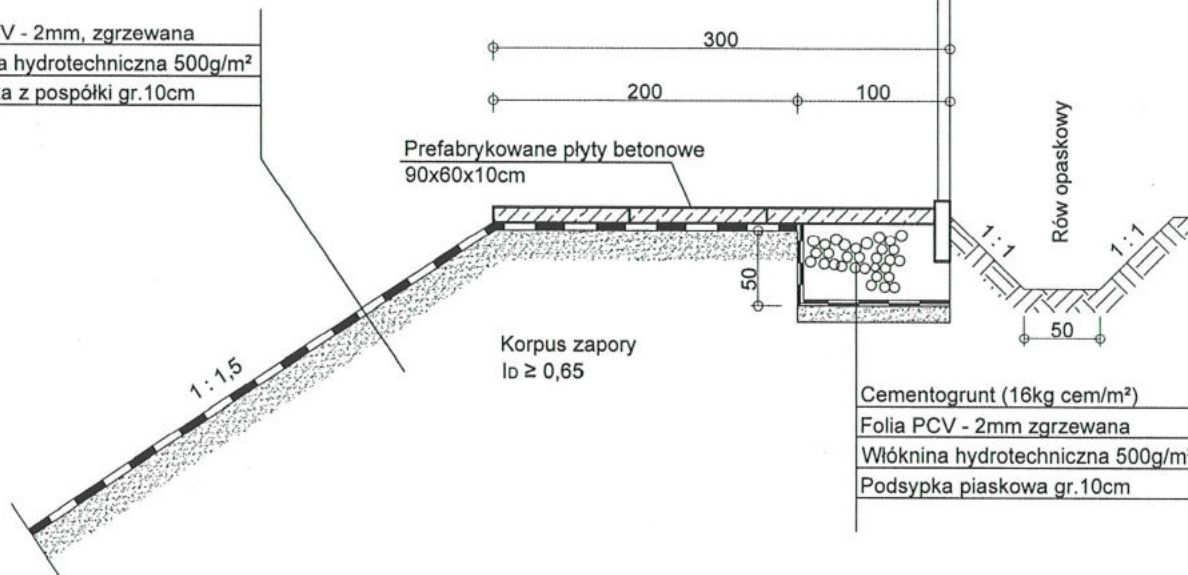 V - 2mm, zgrzewana
a hydrotechniczna 500g/m²
ka z pospółki gr.10cm
300
200
100
Prefabrykowane płyty betonowe
90x60x10cm
Rów opaskowy
1:1
1:1
50
50
Korpus zapory
ID ≥ 0,65
1:1,5
Cementogrunt (16kg cem/m²)
Folia PCV - 2mm zgrzewana
Włóknina hydrotechniczna 500g/m²
Podsypka piaskowa gr.10cm